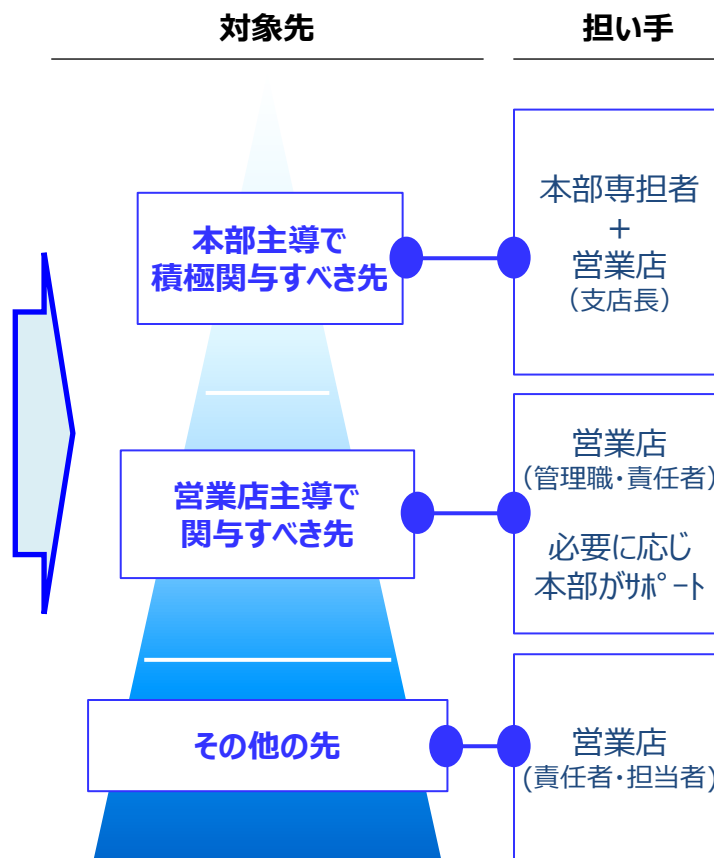 対象先
担い手
本部主導で
積極関与すべき先
本部専担者
+
営業店
(支店長)
営業店主導で
関与すべき先
営業店
(管理職・責任者)
必要に応じ
本部がｻﾎﾟｰﾄ
その他の先
営業店
(責任者・担当者)